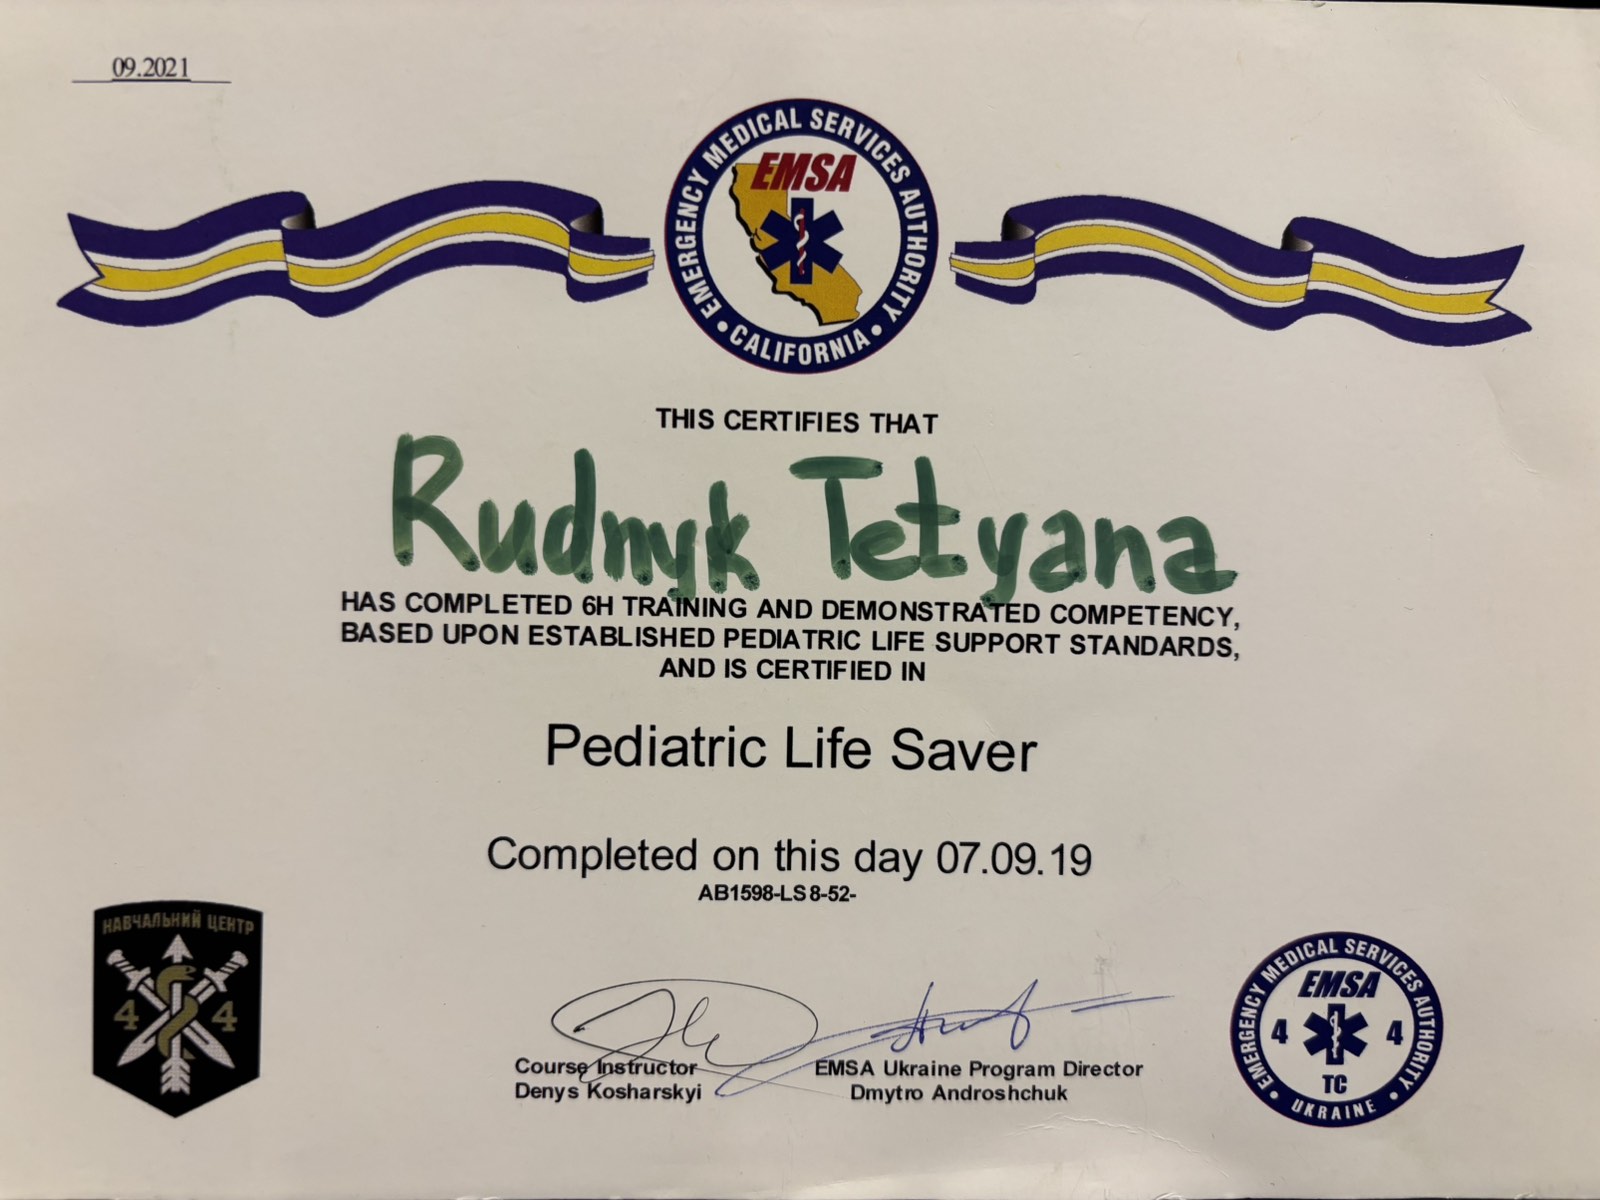 09.2021
EMERGENCY MEDICAL SERVICES AUTHORITY
EMSA
• CALIFORNIA •
THIS CERTIFIES THAT
Rudnyk Tetyana
HAS COMPLETED 6H TRAINING AND DEMONSTRATED COMPETENCY,
BASED UPON ESTABLISHED PEDIATRIC LIFE SUPPORT STANDARDS,
AND IS CERTIFIED IN
Pediatric Life Saver
Completed on this day 07.09.19
AB1598-LS8-52-
НАВЧАЛЬНИЙ ЦЕНТР
4 4
Course Instructor
Denys Kosharskyi
EMSA Ukraine Program Director
Dmytro Androshchuk
EMERGENCY MEDICAL SERVICES AUTHORITY
EMSA
4 4
TC
• UKRAINE •